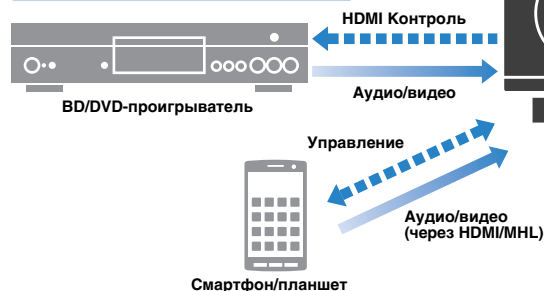 HDMI Контроль
Аудио/видео
BD/DVD-проигрыватель
Управление
Аудио/видео
(через HDMI/MHL)
Смартфон/планшет